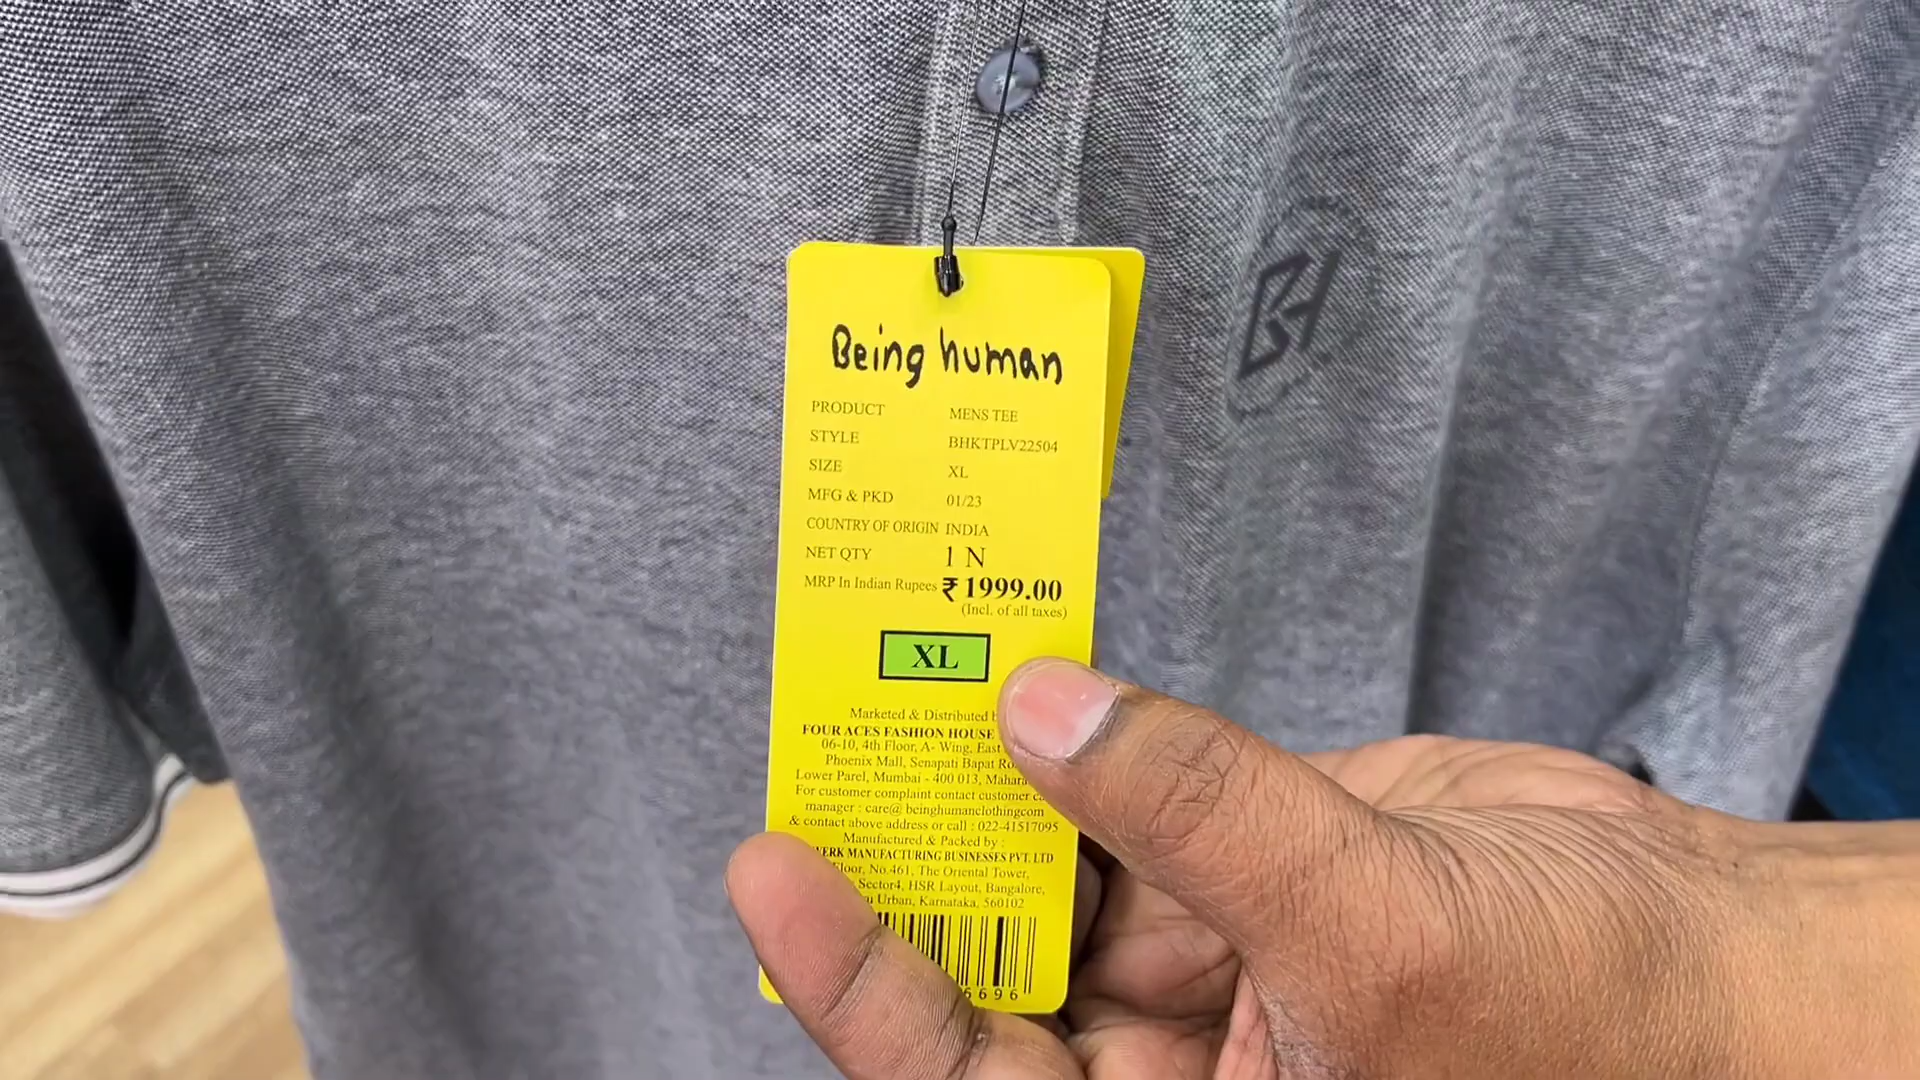 BH
Being human
PRODUCT MENS TEE
STYLE BHKTPLV22504
SIZE XL
MFG & PKD 01/23
COUNTRY OF ORIGIN INDIA
NET QTY 1 N
MRP In Indian Rupees ₹ 1999.00
(Incl. of all taxes)
XL
Marketed & Distributed
FOUR ACES FASHION HOUSE
06-10, 4th Floor, A- Wing, East
Phoenix Mall, Senapati Bapat
Lower Parel, Mumbai - 400 013,
For customer complaint contact customer
manager : care@ beinghumanclothingcom
& contact above address or call : 022-41517095
Manufactured & Packed by :
MANUFACTURING BUSINESSES PVT. LTD
No.461, The Oriental Tower,
Sector4, HSR Layout, Bangalore,
Urban, Karnataka, 560102
6696